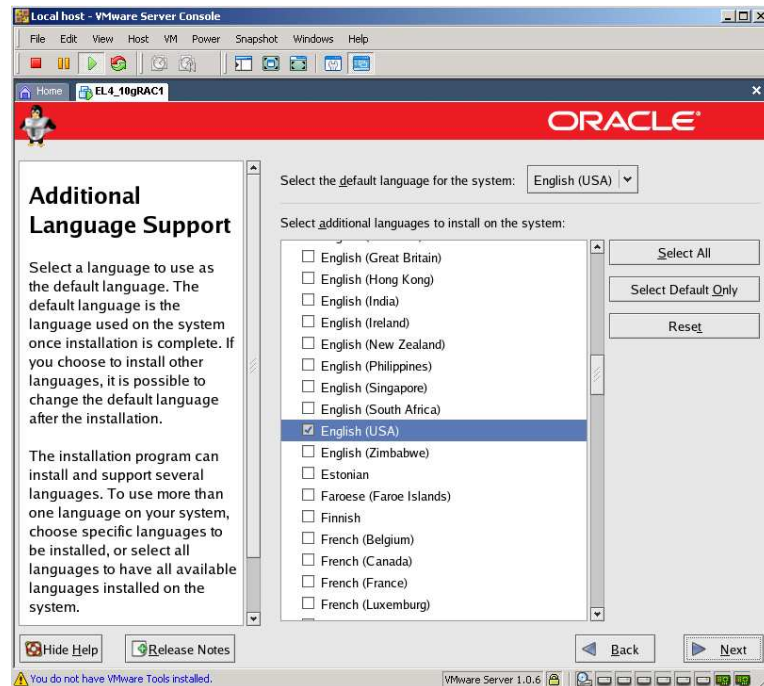 Local host - VMware Server Console
File Edit View Host VM Power Snapshot Windows Help
Home EL4_10gRAC1
ORACLE
Additional
Language Support
Select a language to use as
the default language. The
default language is the
language used on the system
once installation is complete. If
you choose to install other
languages, it is possible to
change the default language
after the installation.
The installation program can
install and support several
languages. To use more than
one language on your system,
choose specific languages to
be installed, or select all
languages to have all available
languages installed on the
system.
Select the default language for the system: English (USA)
Select additional languages to install on the system:
English (Great Britain)
English (Hong Kong)
English (India)
English (Ireland)
English (New Zealand)
English (Philippines)
English (Singapore)
English (South Africa)
English (USA)
English (Zimbabwe)
Estonian
Faroese (Faroe Islands)
Finnish
French (Belgium)
French (Canada)
French (France)
French (Luxemburg)
Select All
Select Default Only
Reset
Hide Help Release Notes Back Next
You do not have VMware Tools installed. VMware Server 1.0.6